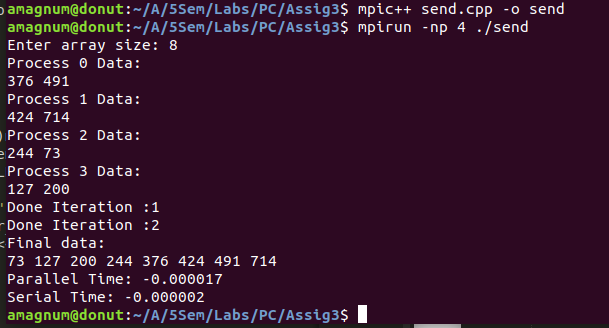 amagnum@donut:~/A/5Sem/Labs/PC/Assig3$ mpic++ send.cpp -o send
amagnum@donut:~/A/5Sem/Labs/PC/Assig3$ mpirun -np 4 ./send
Enter array size: 8
Process 0 Data:
376 491
Process 1 Data:
424 714
Process 2 Data:
244 73
Process 3 Data:
127 200
Done Iteration :1
Done Iteration :2
Final data:
73 127 200 244 376 424 491 714
Parallel Time: -0.000017
Serial Time: -0.000002
amagnum@donut:~/A/5Sem/Labs/PC/Assig3$